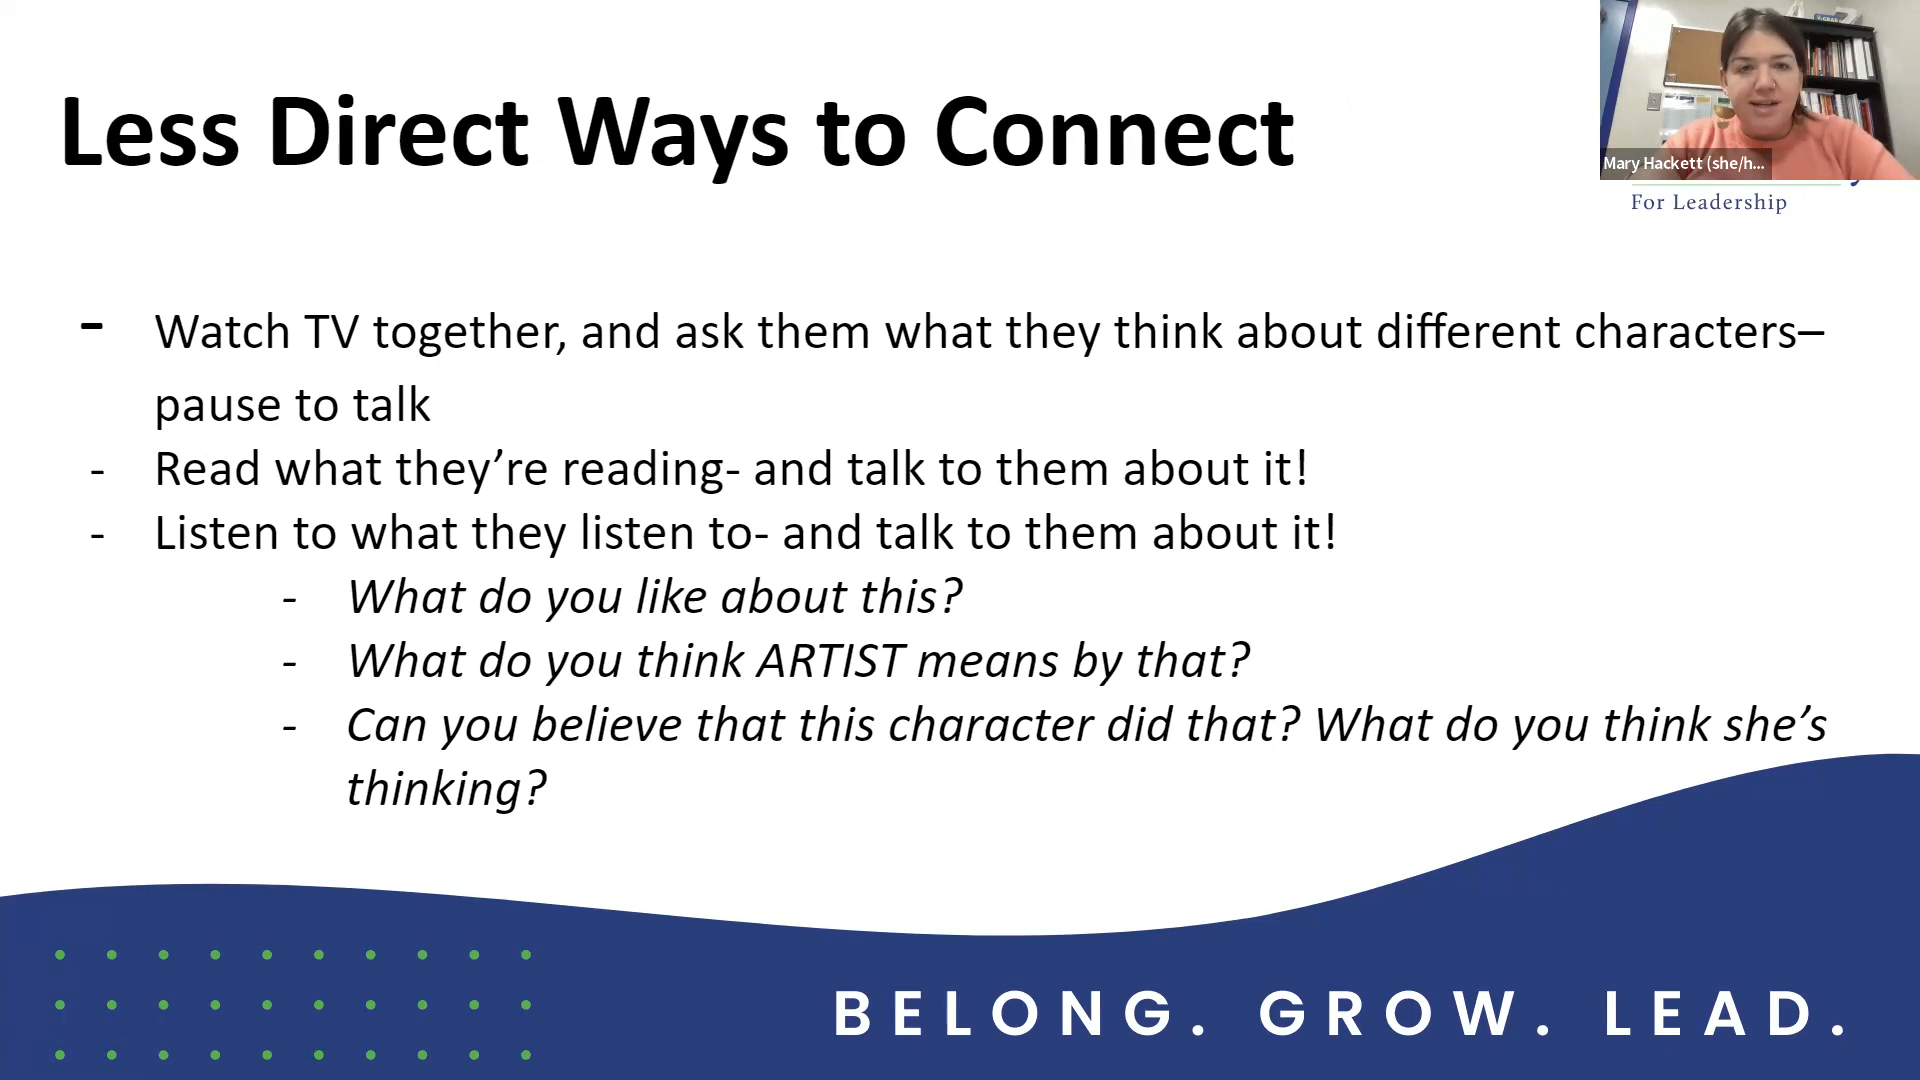 Less Direct Ways to Connect
Mary Hackett (she/h...
For Leadership
- Watch TV together, and ask them what they think about different characters–
pause to talk
- Read what they’re reading- and talk to them about it!
- Listen to what they listen to- and talk to them about it!
- What do you like about this?
- What do you think ARTIST means by that?
- Can you believe that this character did that? What do you think she’s
thinking?
BELONG. GROW. LEAD.